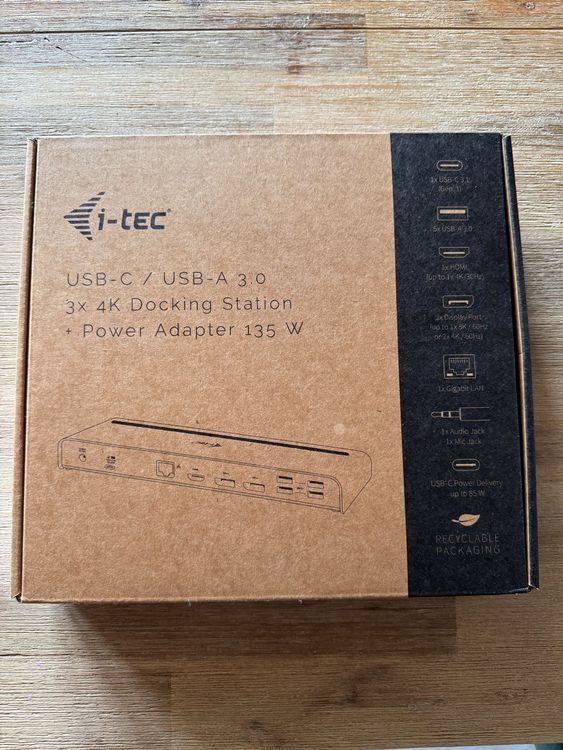 i-tec
USB-C / USB-A 3.0
3x 4K Docking Station
+ Power Adapter 135 W
1x USB-C 3.1
(Gen. 1)
5x USB-A 3.0
1x HDMI
(up to 1x 4K/30Hz)
2x Display Port
(up to 1x 5K / 60Hz
or 2x 4K / 60Hz)
1x Gigabit LAN
1x Audio Jack
1x Mic Jack
USB-C Power Delivery
up to 85 W
RECYCLABLE
PACKAGING